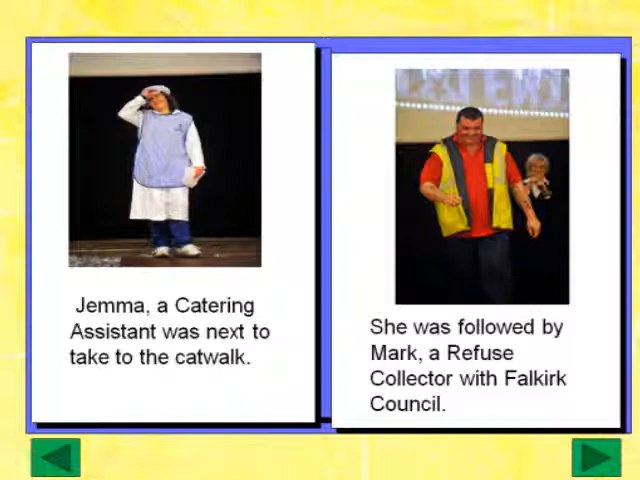 Jemma, a Catering
Assistant was next to
take to the catwalk.
She was followed by
Mark, a Refuse
Collector with Falkirk
Council.